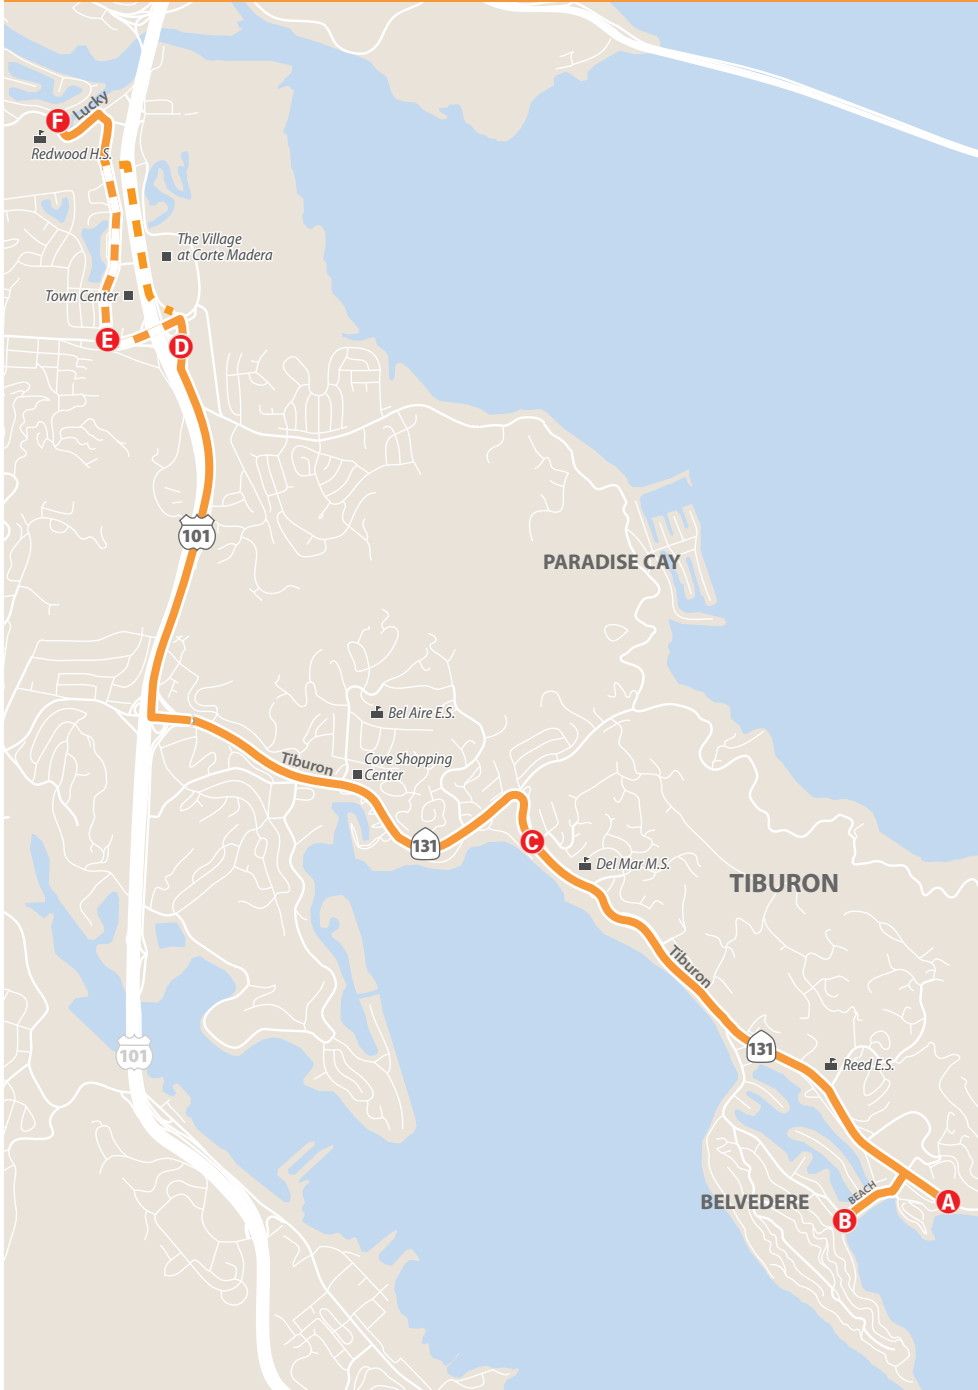 F
Lucky
Redwood H.S.
The Village
at Corte Madera
Town Center
E
D
101
PARADISE CAY
Bel Aire E.S.
Tiburon
Cove Shopping
Center
131
C
Del Mar M.S.
TIBURON
Tiburon
101
131
Reed E.S.
BEACH
BELVEDERE
A
B